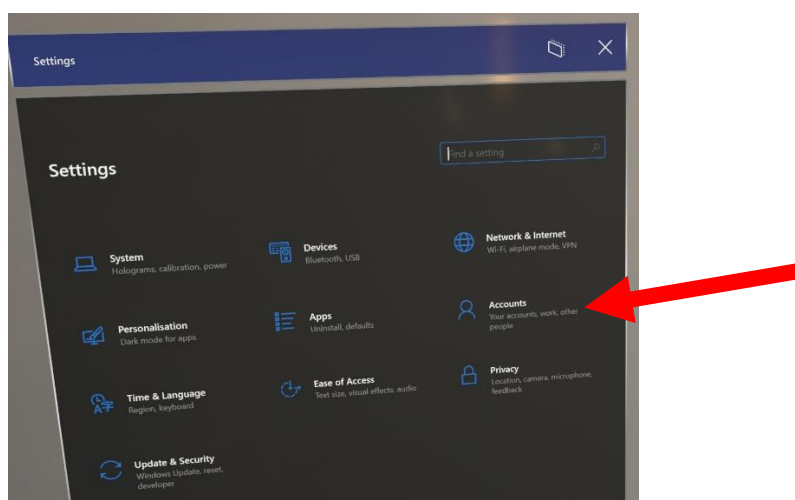 Settings
Settings
Find a setting
System
Holograms, calibration, power
Devices
Bluetooth, USB
Network & Internet
Wi-Fi, airplane mode, VPN
Personalisation
Dark mode for apps
Apps
Uninstall, defaults
Accounts
Your accounts, work, other
people
Time & Language
Region, keyboard
Ease of Access
Text size, visual effects, audio
Privacy
Location, camera, microphone,
feedback
Update & Security
Windows Update, reset,
developer